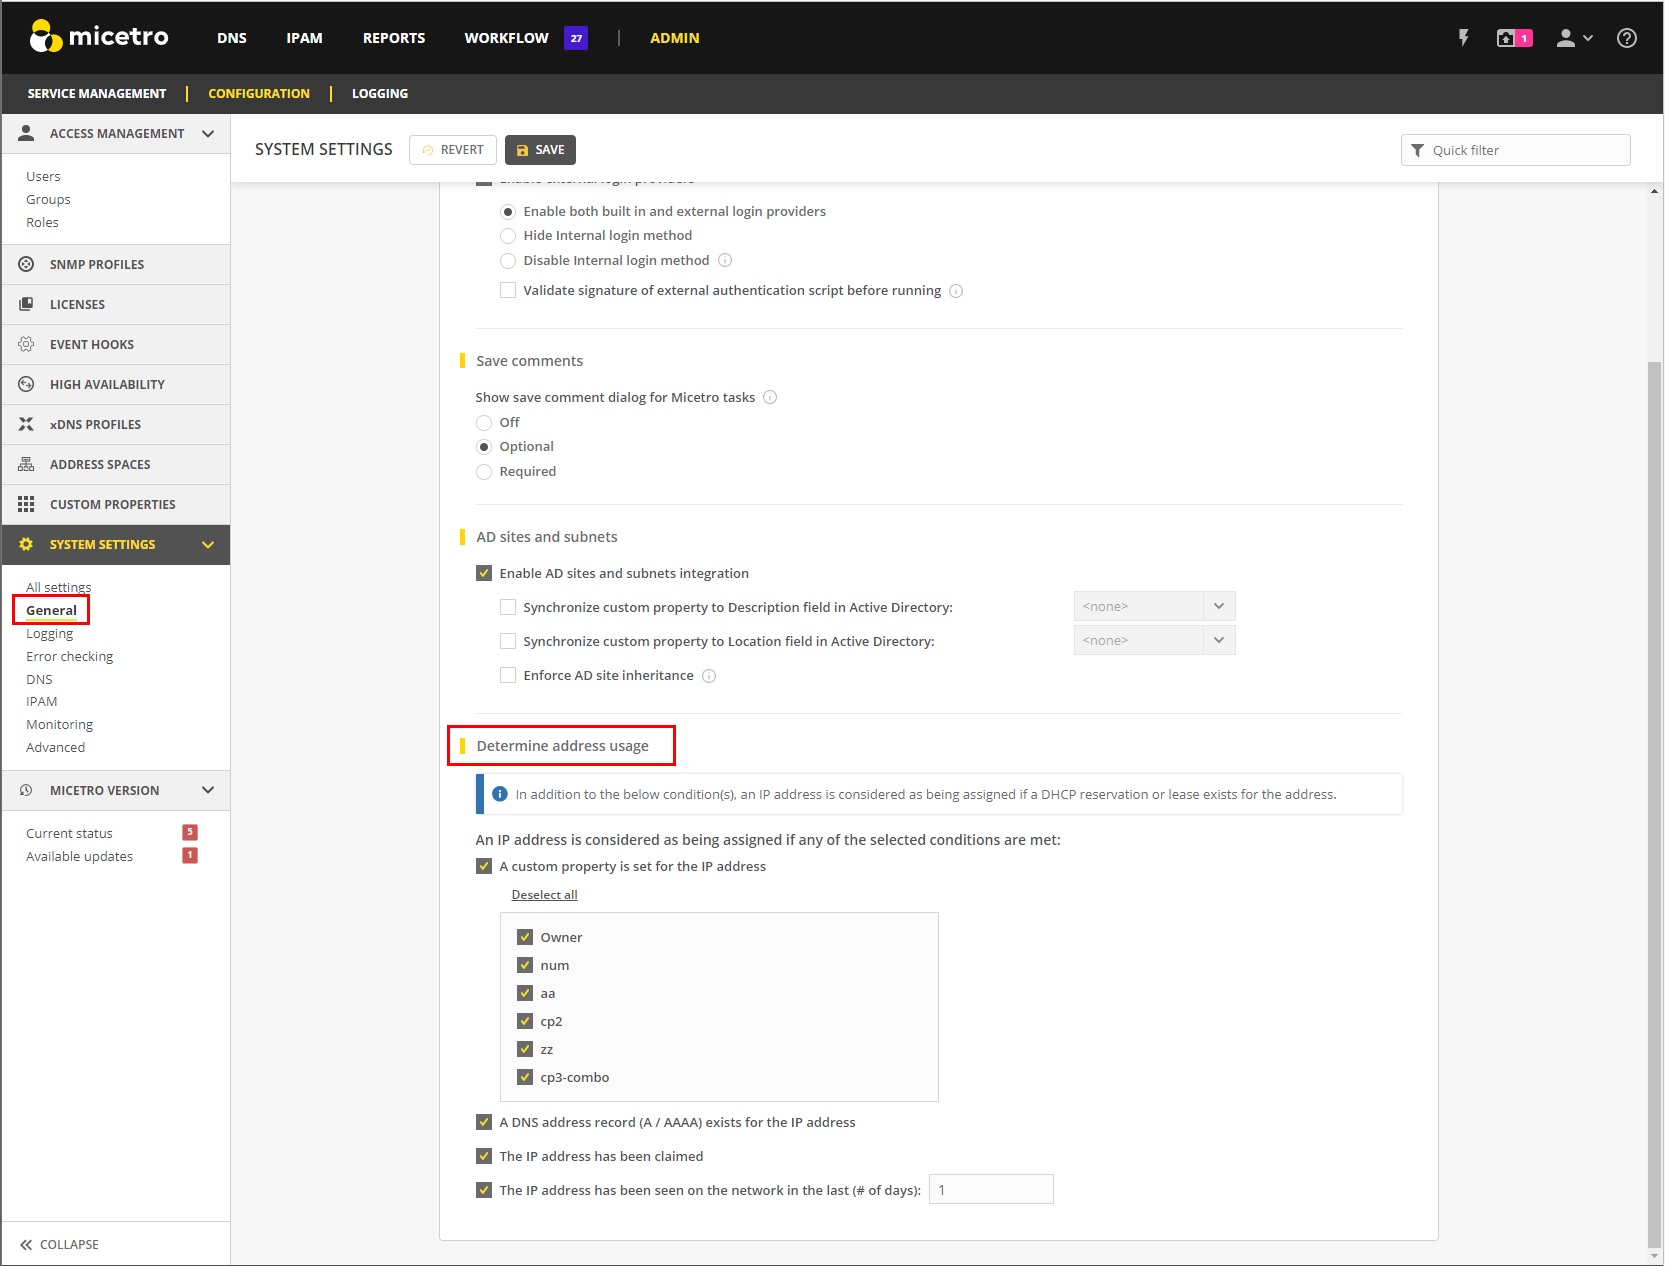 micetro
DNS
IPAM
REPORTS
WORKFLOW
27
ADMIN
1
SERVICE MANAGEMENT
CONFIGURATION
LOGGING
ACCESS MANAGEMENT
Users
Groups
Roles
SNMP PROFILES
LICENSES
EVENT HOOKS
HIGH AVAILABILITY
xDNS PROFILES
ADDRESS SPACES
CUSTOM PROPERTIES
SYSTEM SETTINGS
All settings
General
Logging
Error checking
DNS
IPAM
Monitoring
Advanced
MICETRO VERSION
Current status 5
Available updates 1
COLLAPSE
SYSTEM SETTINGS
REVERT
SAVE
Quick filter
Enable external login providers
Enable both built in and external login providers
Hide Internal login method
Disable Internal login method
Validate signature of external authentication script before running
Save comments
Show save comment dialog for Micetro tasks
Off
Optional
Required
AD sites and subnets
Enable AD sites and subnets integration
Synchronize custom property to Description field in Active Directory: <none>
Synchronize custom property to Location field in Active Directory: <none>
Enforce AD site inheritance
Determine address usage
In addition to the below condition(s), an IP address is considered as being assigned if a DHCP reservation or lease exists for the address.
An IP address is considered as being assigned if any of the selected conditions are met:
A custom property is set for the IP address
Deselect all
Owner
num
aa
cp2
zz
cp3-combo
A DNS address record (A / AAAA) exists for the IP address
The IP address has been claimed
The IP address has been seen on the network in the last (# of days): 1